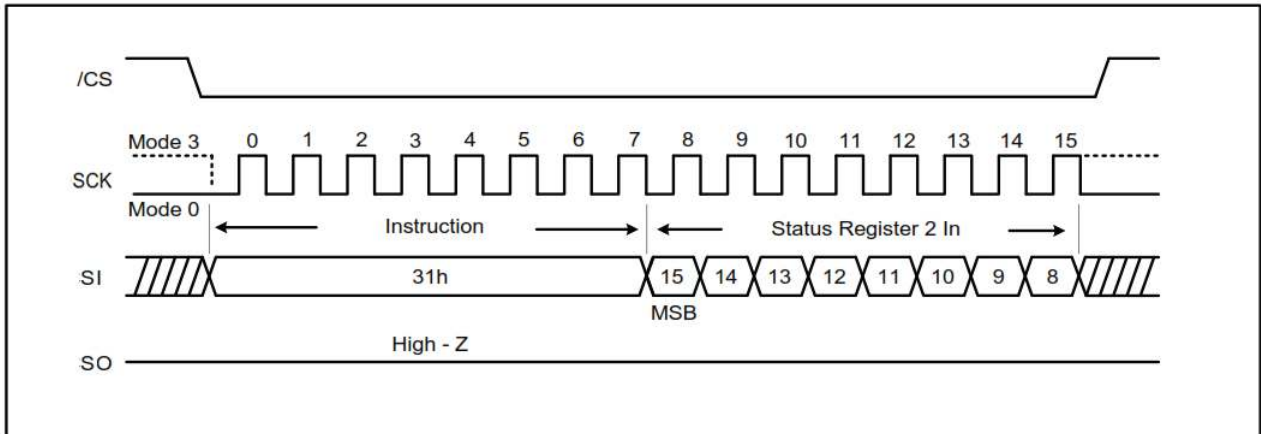 /CS
Mode 3 0 1 2 3 4 5 6 7 8 9 10 11 12 13 14 15
SCK
Mode 0
Instruction Status Register 2 In
SI 31h 15 14 13 12 11 10 9 8
MSB
High - Z
SO